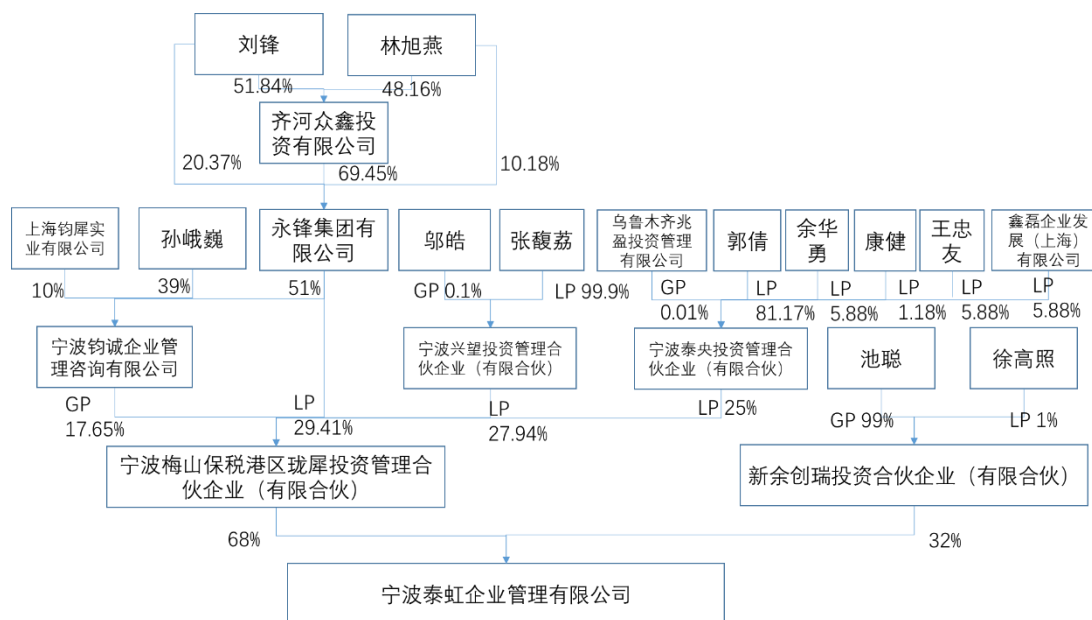 刘锋
林旭燕
51.84%
48.16%
齐河众鑫投
资有限公司
20.37%
69.45%
10.18%
上海钧犀实
业有限公司
孙峨巍
永锋集团有
限公司
邬皓
张馥荔
乌鲁木齐兆
盈投资管理
有限公司
郭倩
余华
勇
康健
王忠
友
鑫磊企业发
展（上海）
有限公司
10%
39%
51%
GP 0.1%
LP 99.9%
GP
0.01%
LP
81.17%
LP
5.88%
LP
1.18%
LP
5.88%
LP
5.88%
宁波钧诚企业管
理咨询有限公司
宁波兴望投资管理合
伙企业（有限合伙）
宁波泰央投资管理合
伙企业（有限合伙）
池聪
徐高照
GP
17.65%
LP
29.41%
LP
27.94%
LP 25%
GP 99%
LP 1%
宁波梅山保税港区珑犀投资管理合
伙企业（有限合伙）
新余创瑞投资合伙企业（有限合伙）
68%
32%
宁波泰虹企业管理有限公司